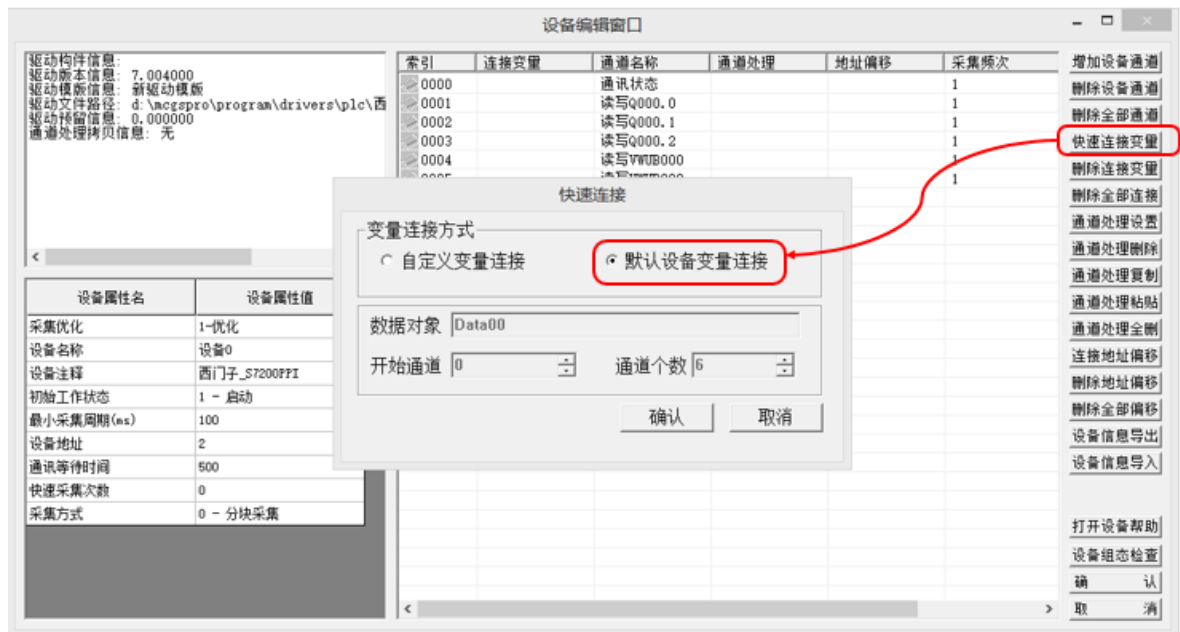 设备编辑窗口
驱动构件信息:
驱动版本信息: 7.004000
驱动模版信息: 新驱动模版
驱动文件路径: d:\mcgspro\program\drivers\plc\西
驱动预留信息: 0.000000
通道处理拷贝信息: 无
索引 连接变量 通道名称 通道处理 地址偏移 采集频次
0000 通讯状态 1
0001 读写Q000.0 1
0002 读写Q000.1 1
0003 读写Q000.2 1
0004 读写VWUB000 1
0005 1
增加设备通道
删除设备通道
删除全部通道
快速连接变量
删除连接变量
删除全部连接
通道处理设置
通道处理删除
通道处理复制
通道处理粘贴
通道处理全删
连接地址偏移
删除地址偏移
删除全部偏移
设备信息导出
设备信息导入
打开设备帮助
设备组态检查
确 认
取 消
快速连接
变量连接方式
自定义变量连接 默认设备变量连接
数据对象 Data00
开始通道 0 通道个数 6
确认 取消
设备属性名 设备属性值
采集优化 1-优化
设备名称 设备0
设备注释 西门子_S7200PPI
初始工作状态 1 - 启动
最小采集周期(ms) 100
设备地址 2
通讯等待时间 500
快速采集次数 0
采集方式 0 - 分块采集